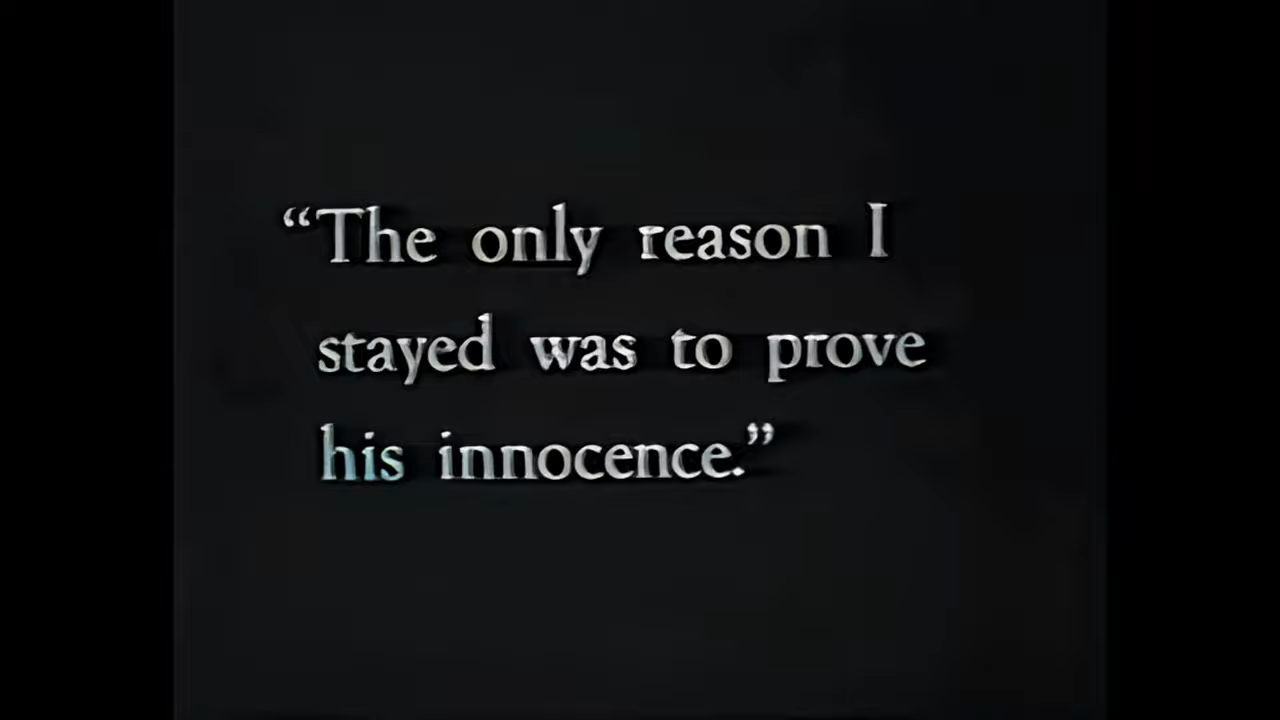 “The only reason I
stayed was to prove
his innocence.”